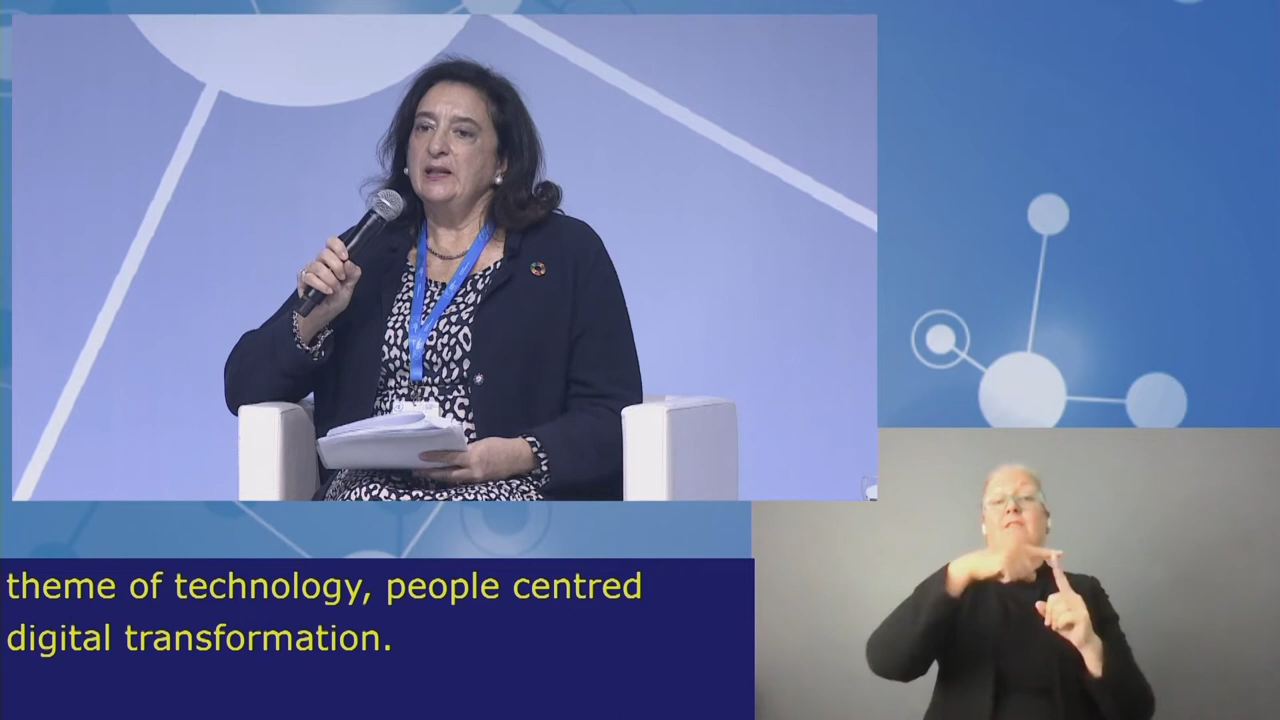 theme of technology, people centred
digital transformation.